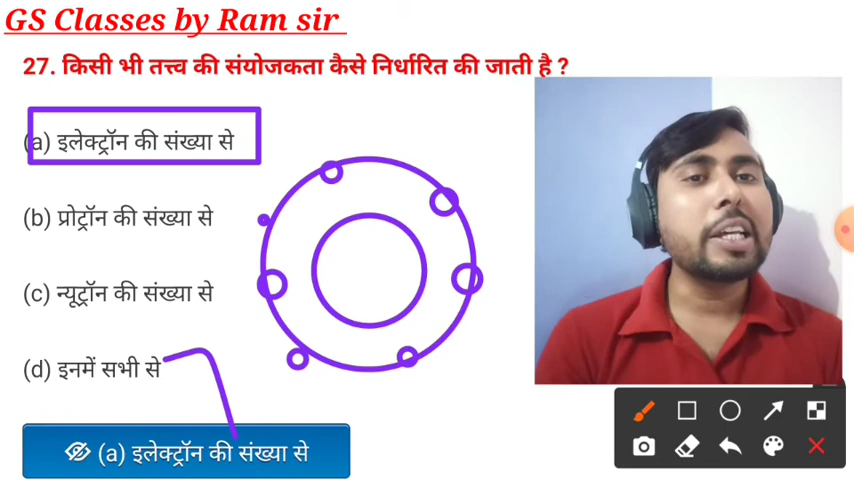 GS Classes by Ram sir
27. किसी भी तत्त्व की संयोजकता कैसे निर्धारित की जाती है ?
(a) इलेक्ट्रॉन की संख्या से
(b) प्रोट्रॉन की संख्या से
(c) न्यूट्रॉन की संख्या से
(d) इनमें सभी से
(a) इलेक्ट्रॉन की संख्या से